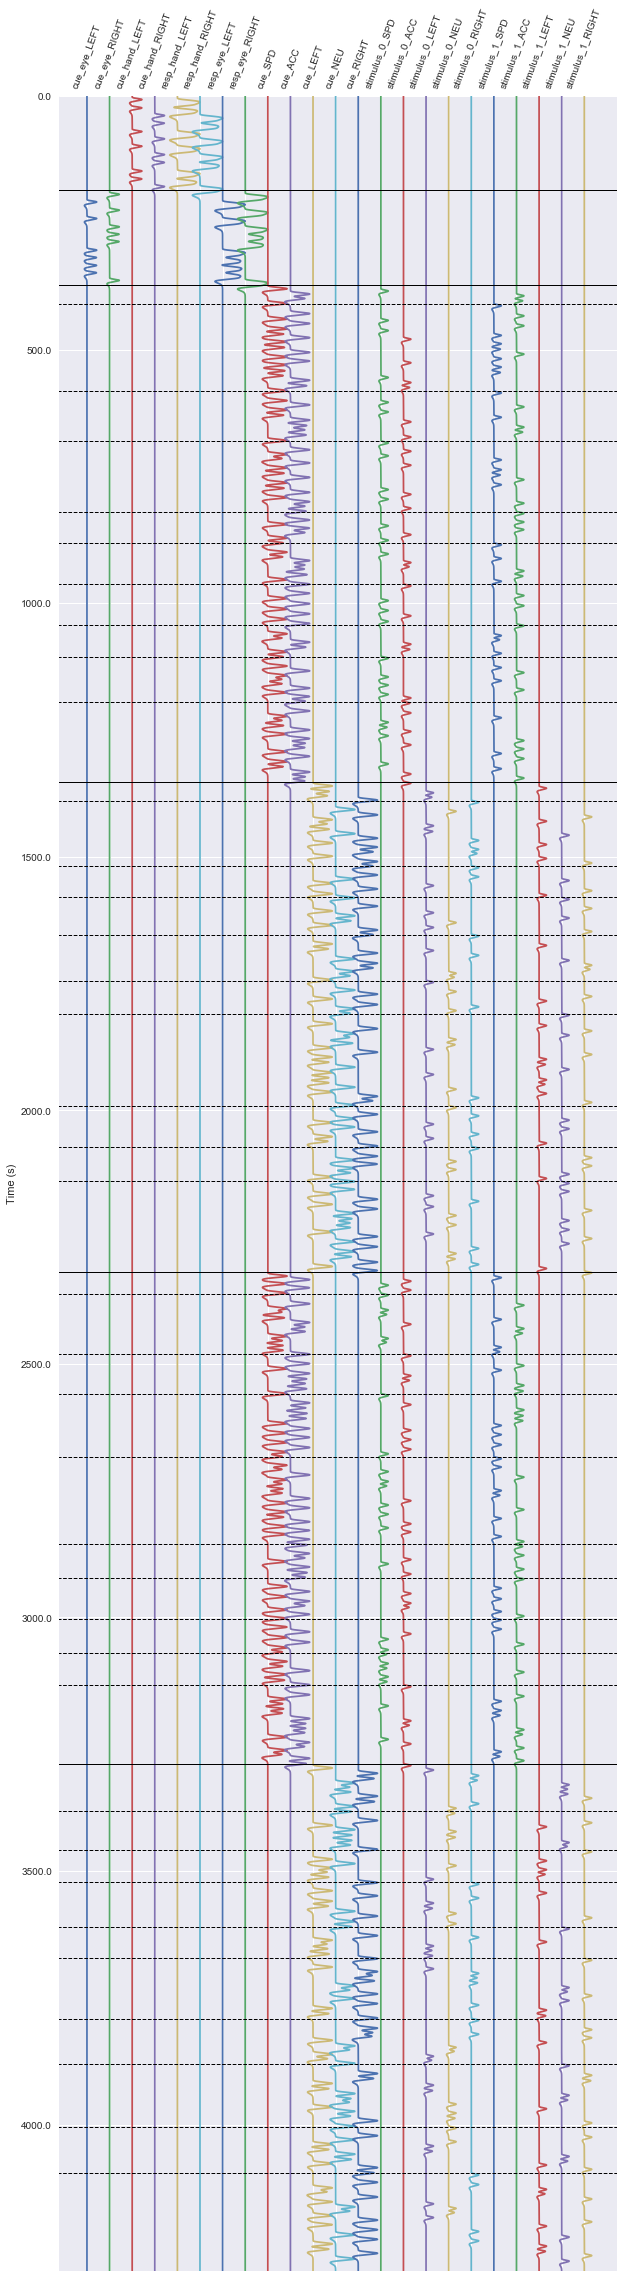 cue_eye_LEFT
cue_eye_RIGHT
cue_hand_LEFT
cue_hand_RIGHT
resp_hand_LEFT
resp_hand_RIGHT
resp_eye_LEFT
resp_eye_RIGHT
cue_SPD
cue_ACC
cue_LEFT
cue_NEU
cue_RIGHT
stimulus_0_SPD
stimulus_0_ACC
stimulus_0_LEFT
stimulus_0_NEU
stimulus_0_RIGHT
stimulus_1_SPD
stimulus_1_ACC
stimulus_1_LEFT
stimulus_1_NEU
stimulus_1_RIGHT
0.0
500.0
1000.0
1500.0
2000.0
Time (s)
2500.0
3000.0
3500.0
4000.0